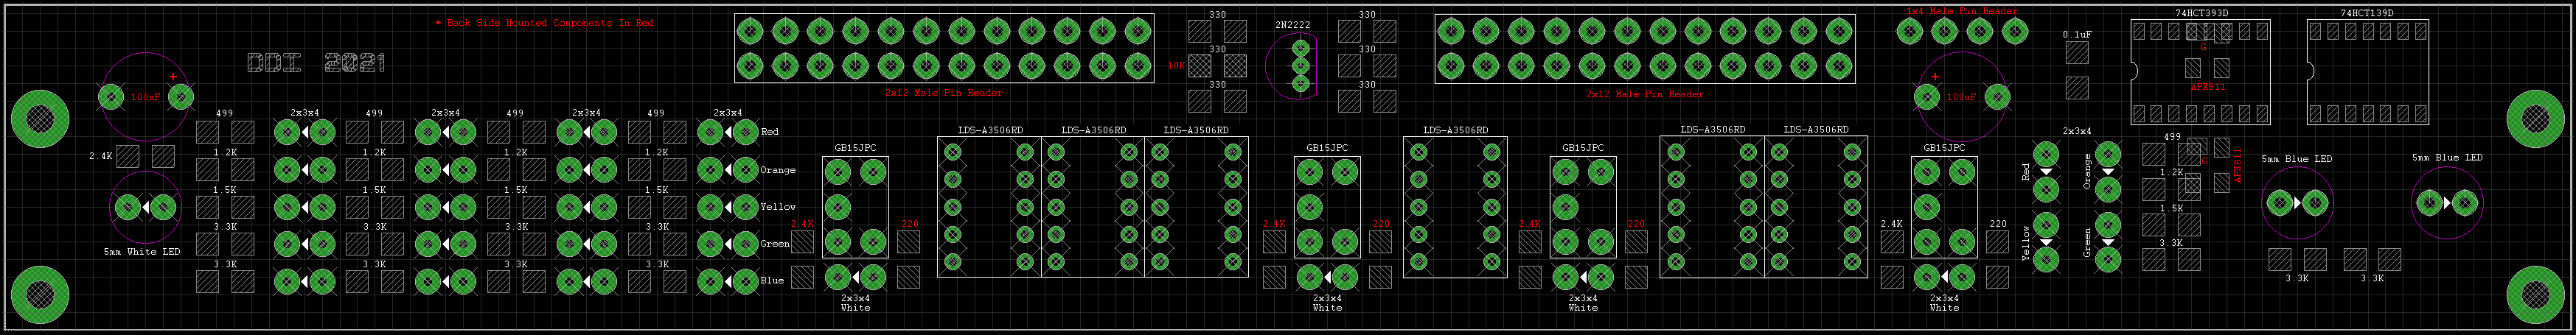 * Back Side Mounted Components In Red
330
2N2222
330
1x4 Male Pin Header
74HCT393D
74HCT139D
DDI 2021
0.1uF
G
330
330
+
10K
+
APX811
100uF
2x12 Male Pin Header
330
330
2x12 Male Pin Header
100uF
499
2x3x4
499
2x3x4
499
2x3x4
499
2x3x4
Red
LDS-A3506RD
LDS-A3506RD
LDS-A3506RD
LDS-A3506RD
LDS-A3506RD
LDS-A3506RD
2x3x4
499
2.4K
1.2K
1.2K
1.2K
1.2K
GB15JPC
GB15JPC
GB15JPC
GB15JPC
G
APX811
5mm Blue LED
5mm Blue LED
Orange
Red
Orange
1.2K
1.5K
1.5K
1.5K
1.5K
Yellow
1.5K
3.3K
3.3K
3.3K
3.3K
2.4K
220
2.4K
220
2.4K
220
2.4K
220
5mm White LED
Green
Yellow
Green
3.3K
3.3K
3.3K
3.3K
3.3K
Blue
3.3K
3.3K
2x3x4
White
2x3x4
White
2x3x4
White
2x3x4
White